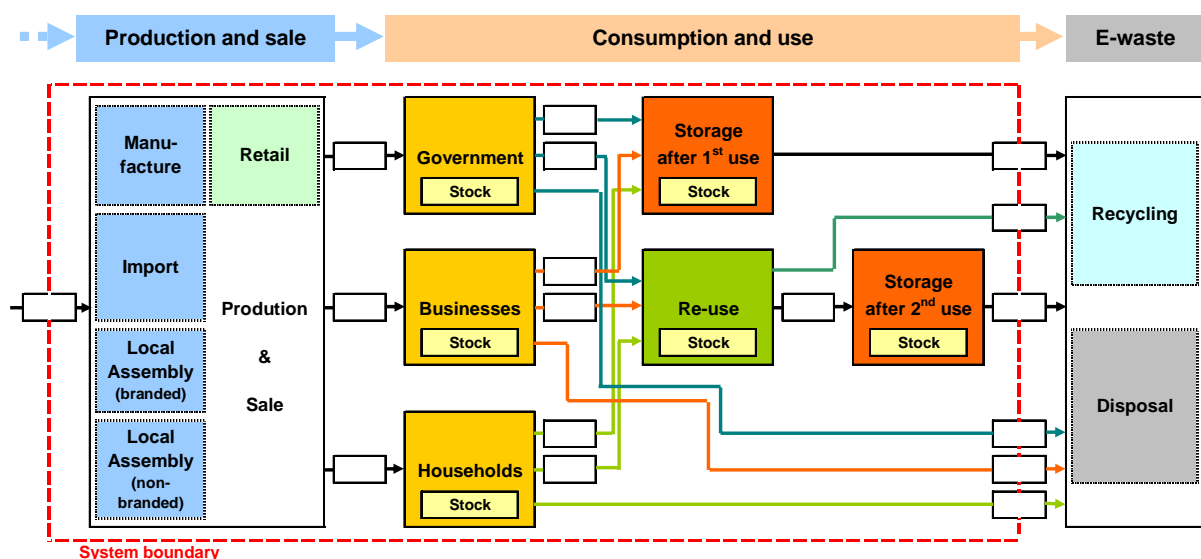 Production and sale
Consumption and use
E-waste
Manu-
facture
Retail
Import
Local
Assembly
(branded)
Local
Assembly
(non-
branded)
Prodution
&
Sale
Government
Stock
Businesses
Stock
Households
Stock
Storage
after 1st use
Stock
Re-use
Stock
Storage
after 2nd use
Stock
Recycling
Disposal
System boundary